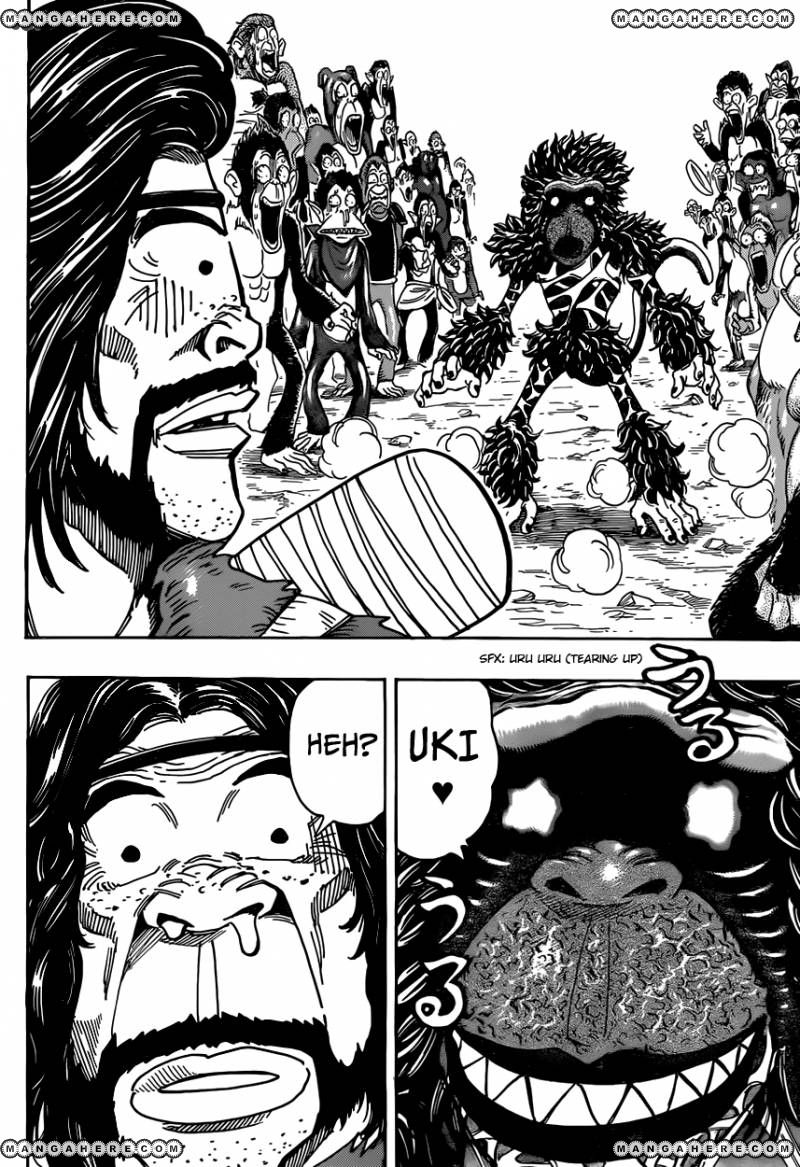 MANGAHERE.COM
MANGAHERE.COM
SFX: URU URU (TEARING UP)
うる
UKI
♥
HEH?
うる
MANGAHERE.COM
MANGAHERE.COM